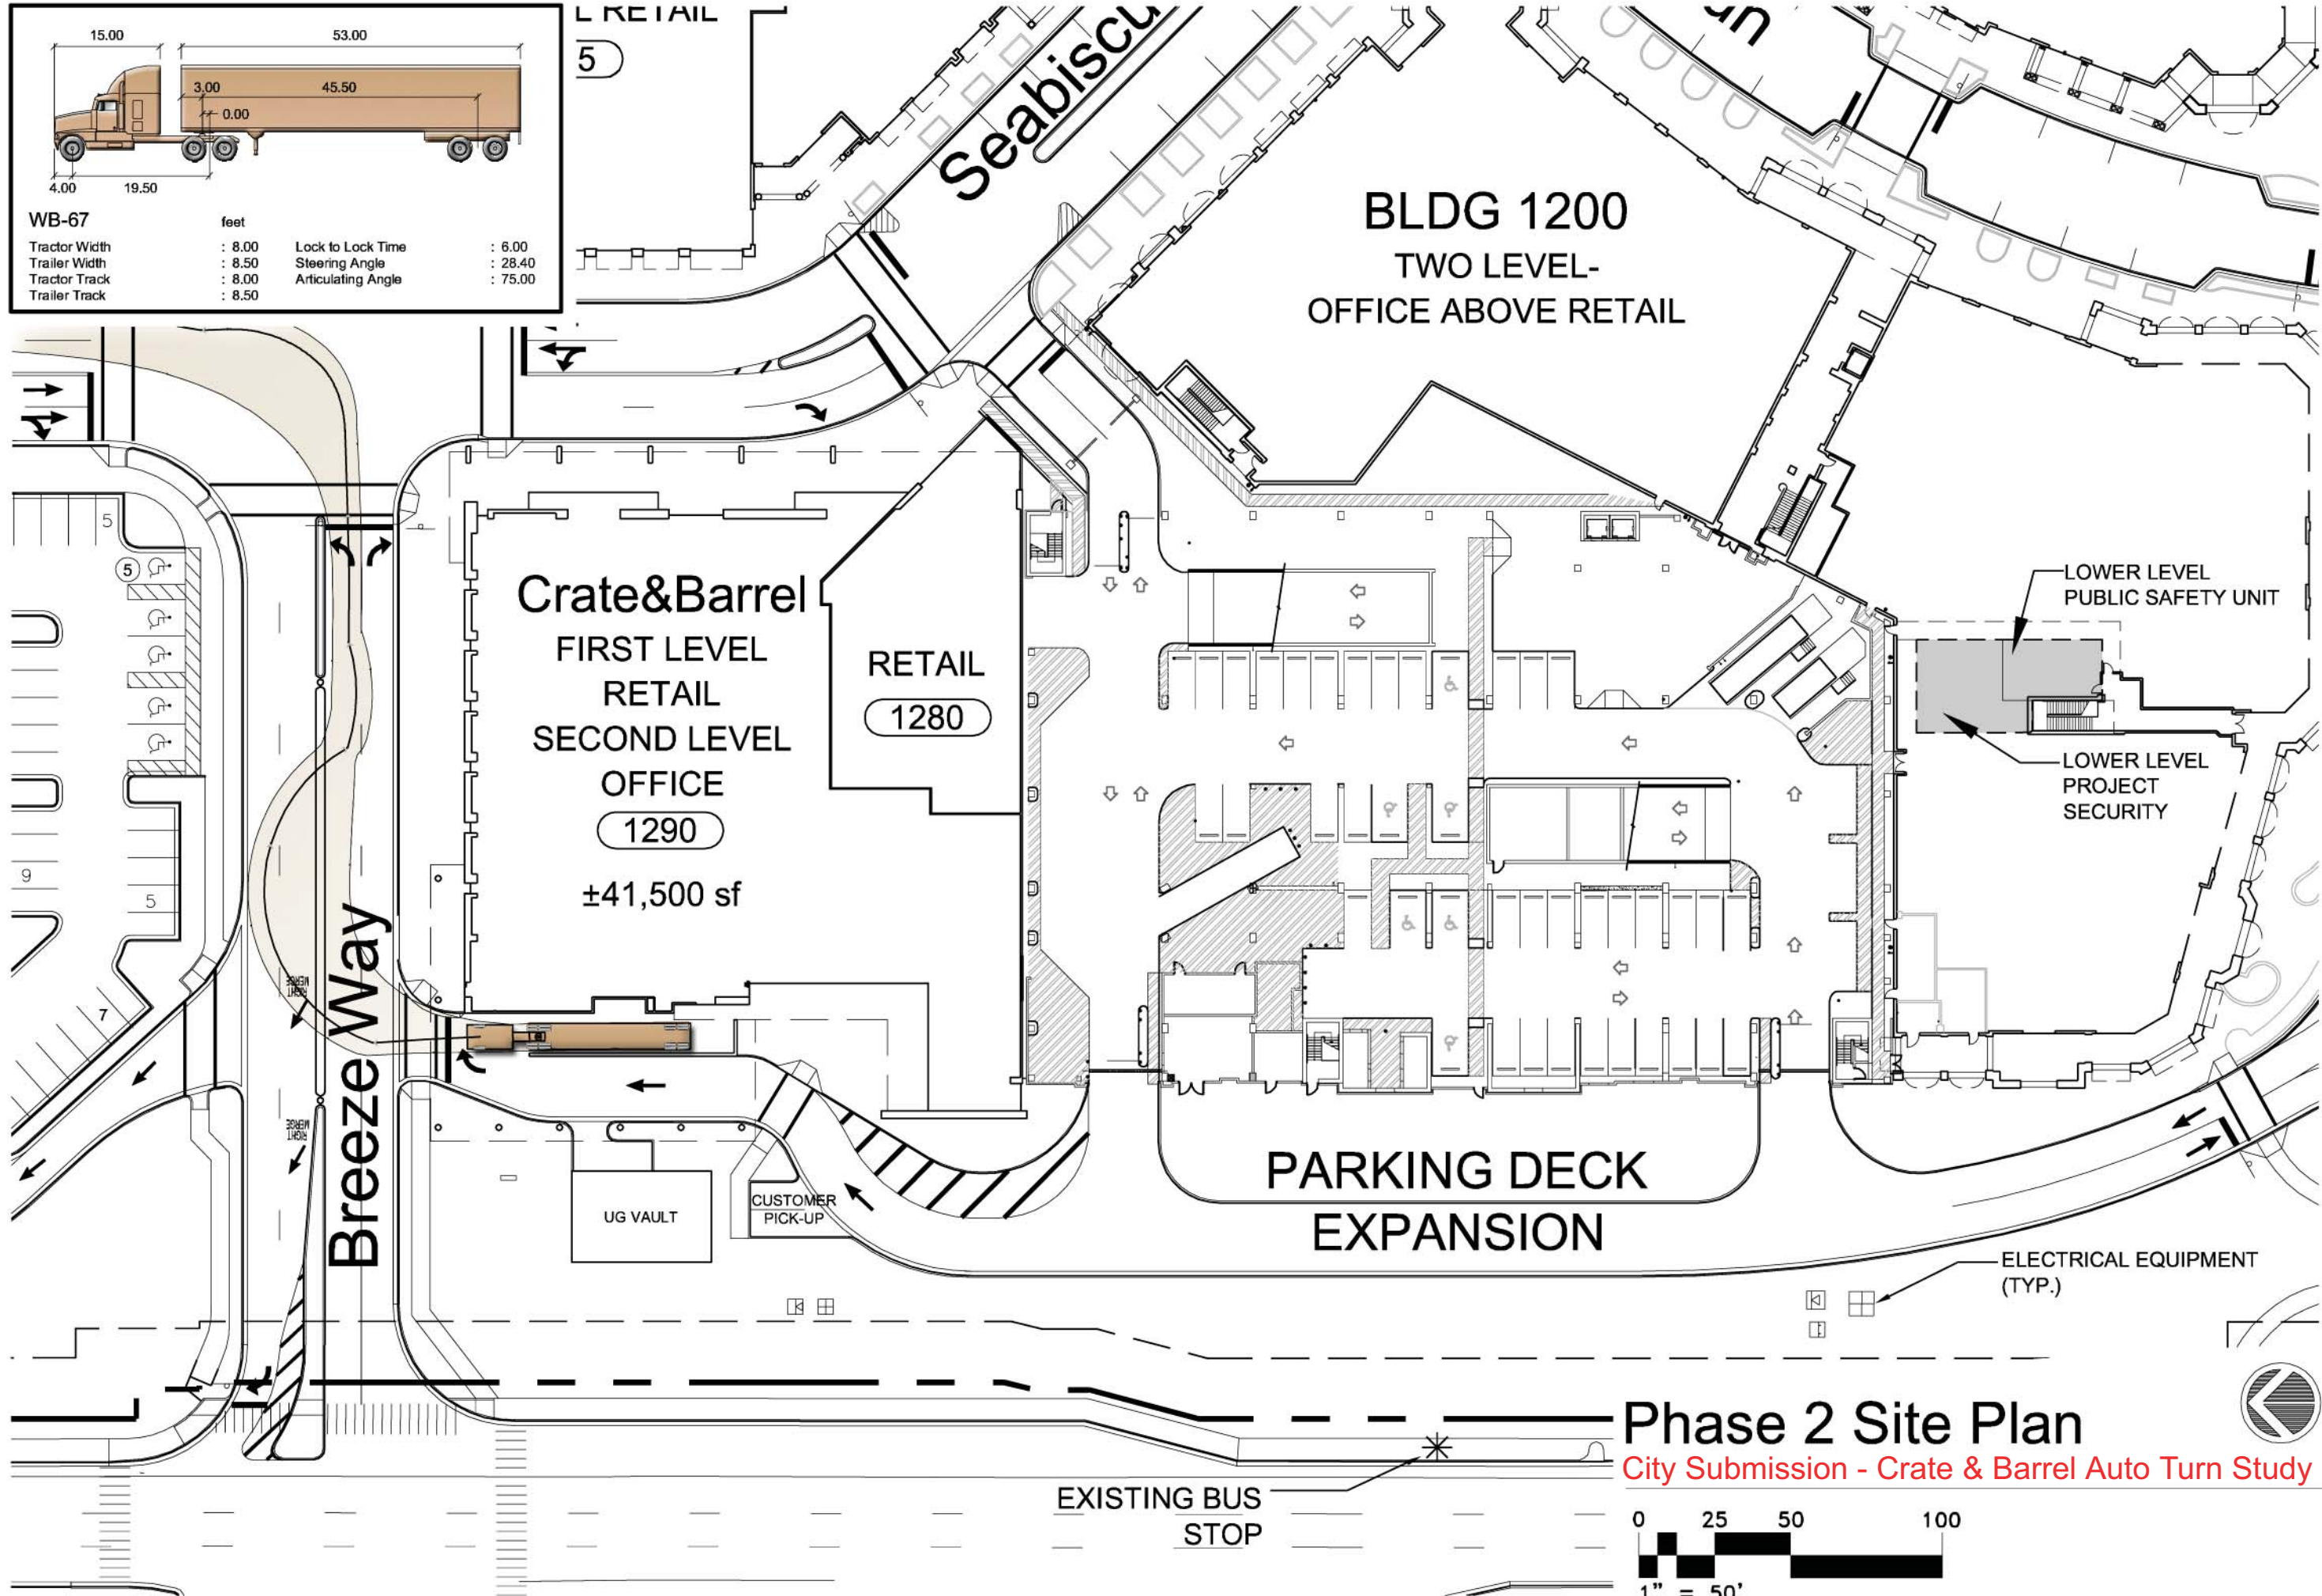 15.00
53.00
3.00
45.50
0.00
4.00
19.50
WB-67
feet
Tractor Width : 8.00
Trailer Width : 8.50
Tractor Track : 8.00
Trailer Track : 8.50
Lock to Lock Time : 6.00
Steering Angle : 28.40
Articulating Angle : 75.00
L RETAIL
5
Seabiscu
BLDG 1200
TWO LEVEL-
OFFICE ABOVE RETAIL
5
5
9
5
7
Crate&Barrel
FIRST LEVEL
RETAIL
SECOND LEVEL
OFFICE
1290
±41,500 sf
RETAIL
1280
LOWER LEVEL
PUBLIC SAFETY UNIT
LOWER LEVEL
PROJECT
SECURITY
RIGHT
MERGE
RIGHT
MERGE
Breeze Way
UG VAULT
CUSTOMER
PICK-UP
PARKING DECK
EXPANSION
ELECTRICAL EQUIPMENT
(TYP.)
EXISTING BUS
STOP
Phase 2 Site Plan
City Submission - Crate & Barrel Auto Turn Study
0 25 50 100
1" = 50'